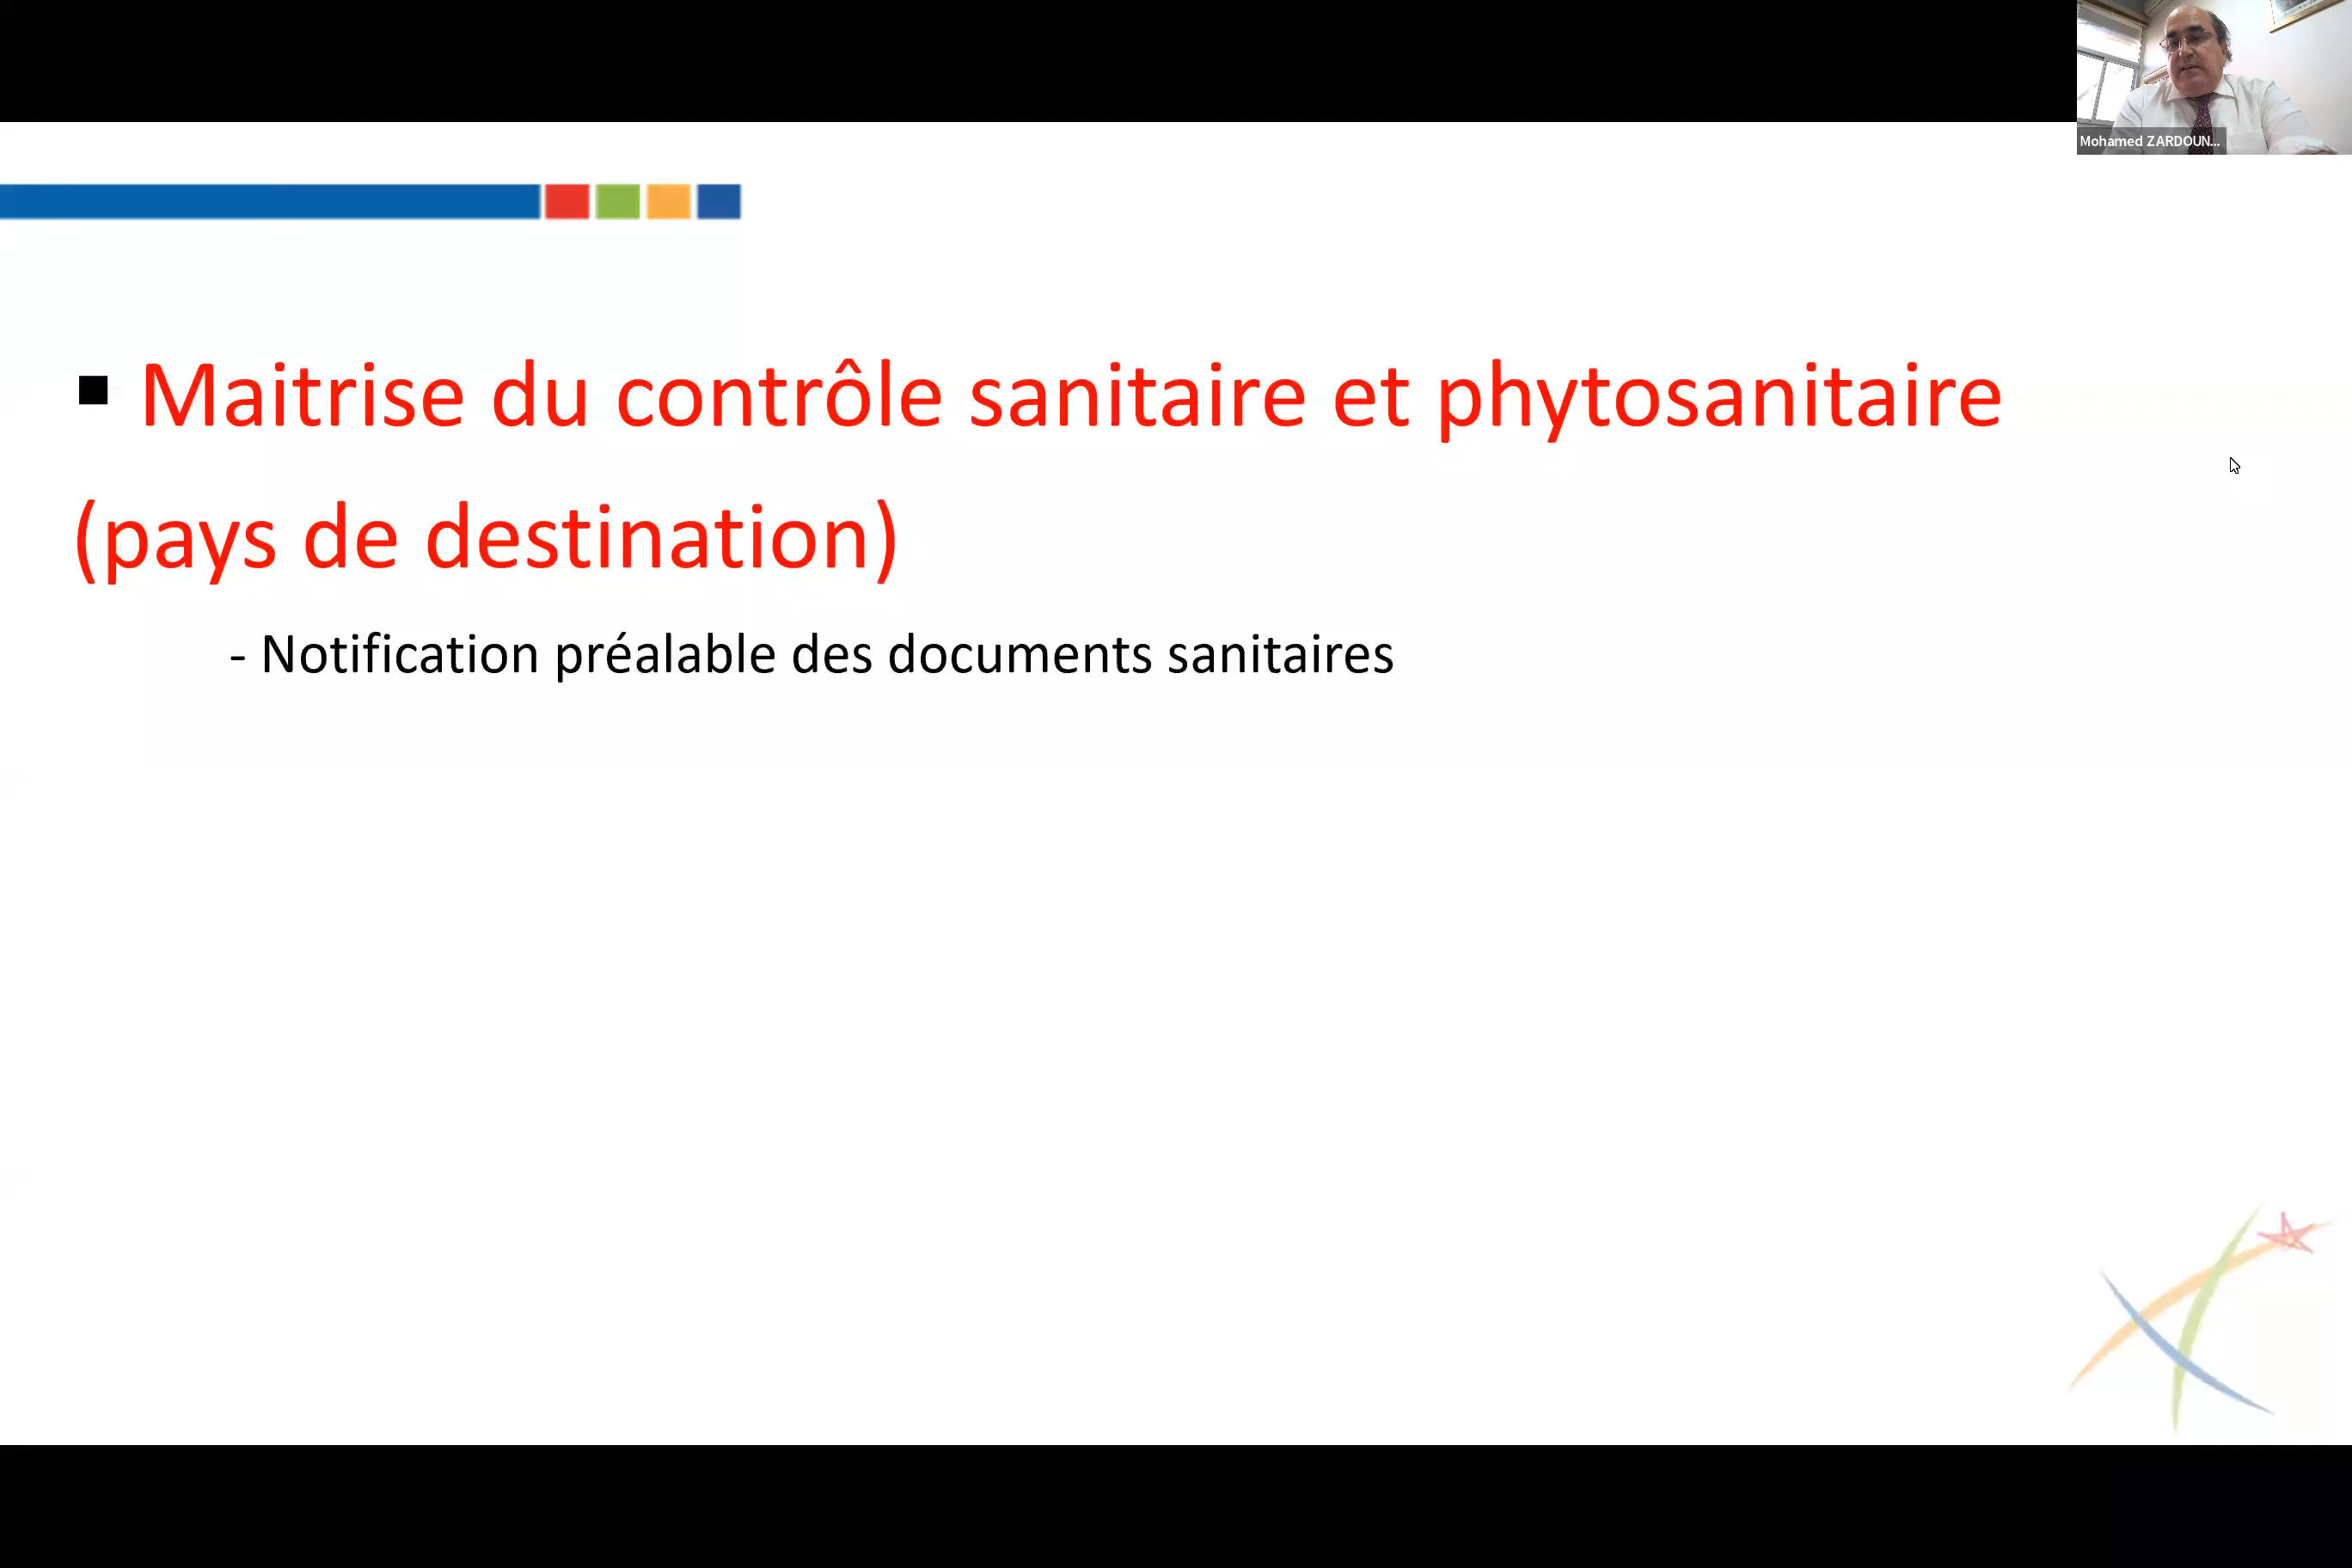 Mohamed ZARDOUN...
▪ Maitrise du contrôle sanitaire et phytosanitaire
(pays de destination)
- Notification préalable des documents sanitaires